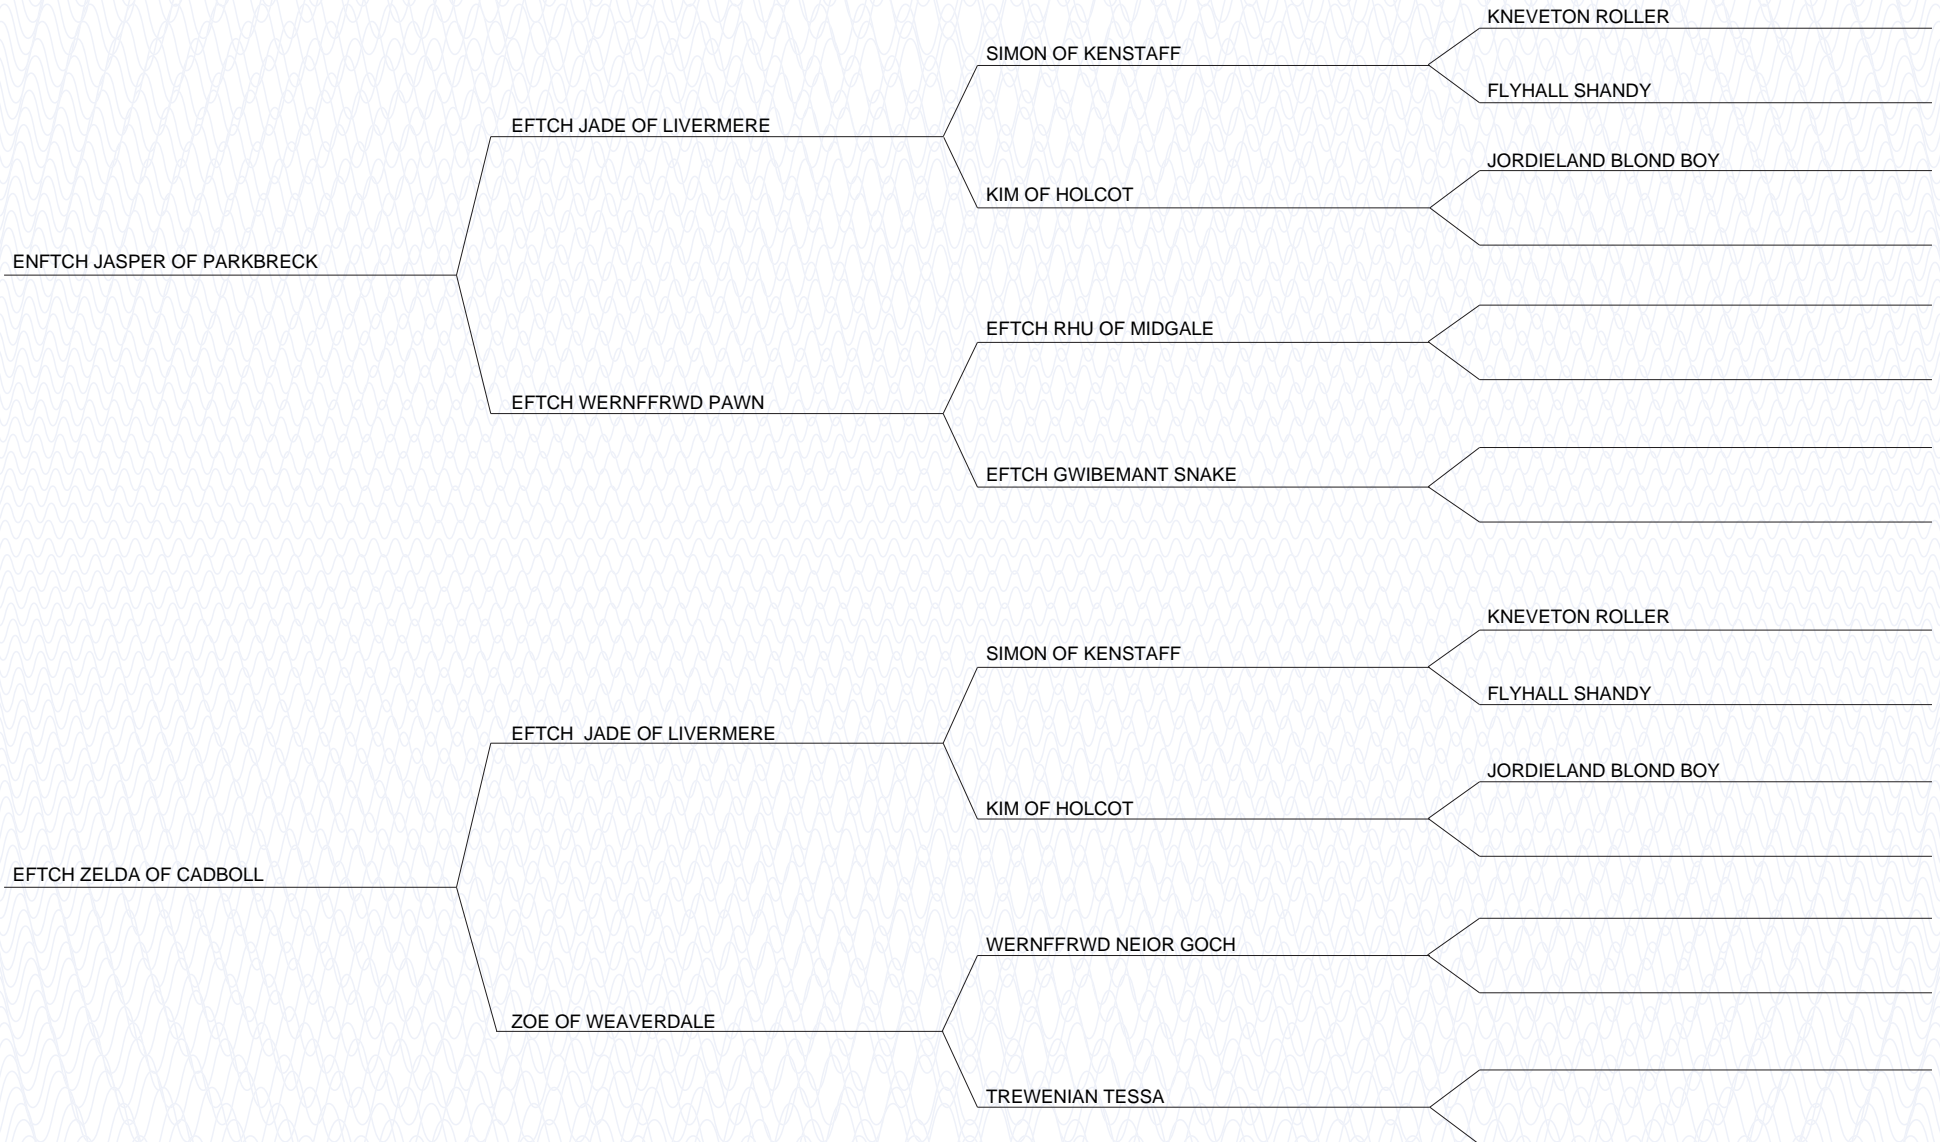 KNEVETON ROLLER
SIMON OF KENSTAFF
FLYHALL SHANDY
EFTCH JADE OF LIVERMERE
JORDIELAND BLOND BOY
KIM OF HOLCOT
ENFTCH JASPER OF PARKBRECK
EFTCH RHU OF MIDGALE
EFTCH WERNFFRWD PAWN
EFTCH GWIBEMANT SNAKE
KNEVETON ROLLER
SIMON OF KENSTAFF
FLYHALL SHANDY
EFTCH  JADE OF LIVERMERE
JORDIELAND BLOND BOY
KIM OF HOLCOT
EFTCH ZELDA OF CADBOLL
WERNFFRWD NEIOR GOCH
ZOE OF WEAVERDALE
TREWENIAN TESSA